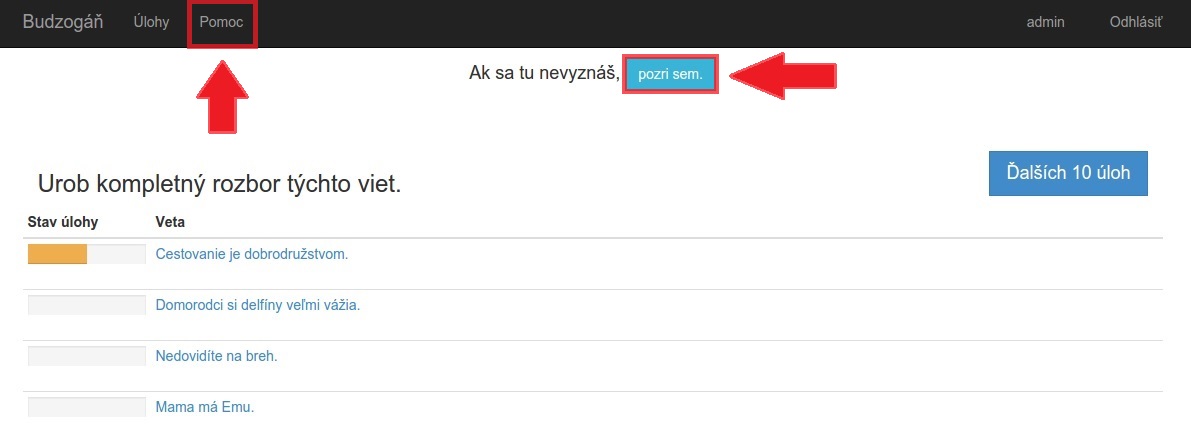 Budzogáň Úlohy Pomoc admin Odhlásiť
Ak sa tu nevyznáš, pozri sem.
Ďalších 10 úloh
Urob kompletný rozbor týchto viet.
Stav úlohy Veta
Cestovanie je dobrodružstvom.
Domorodci si delfíny veľmi vážia.
Nedovidíte na breh.
Mama má Emu.